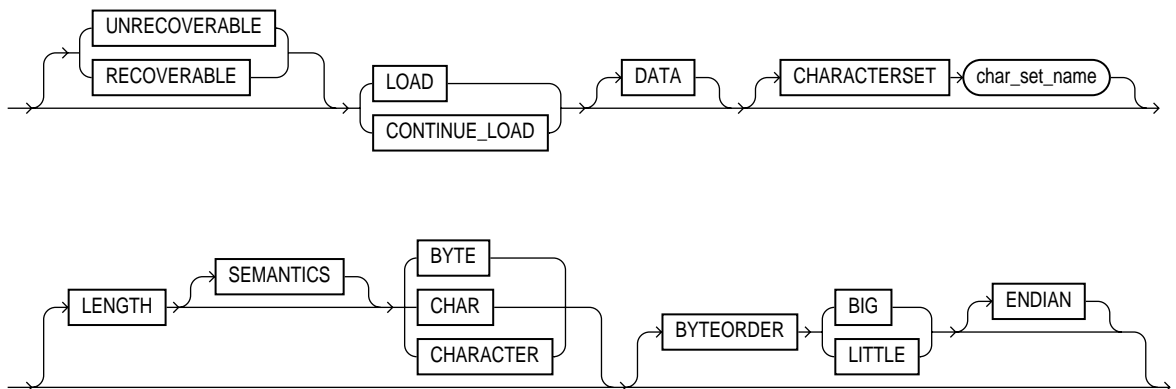 UNRECOVERABLE
RECOVERABLE
LOAD
CONTINUE_LOAD
DATA
CHARACTERSET char_set_name
LENGTH
SEMANTICS
BYTE
CHAR
CHARACTER
BYTEORDER
BIG
LITTLE
ENDIAN